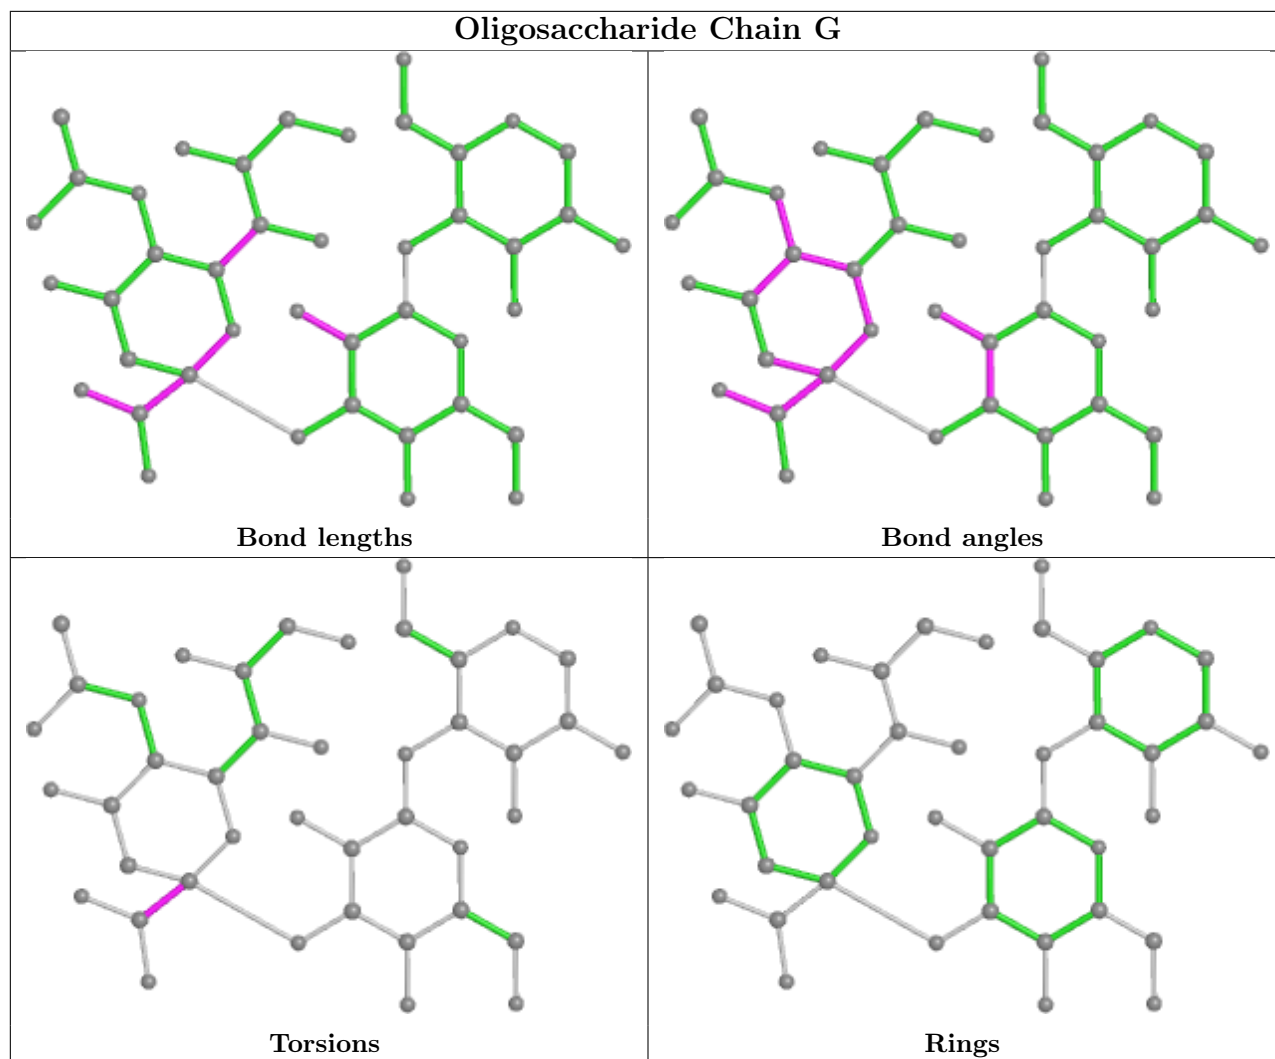 Oligosaccharide Chain G
Bond lengths
Bond angles
Torsions
Rings